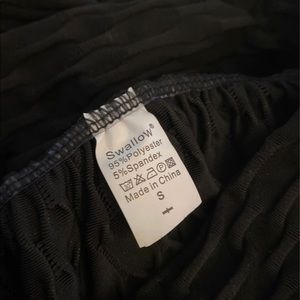 Swallow®
95%Polyester
5%Spandex
Made in China
S